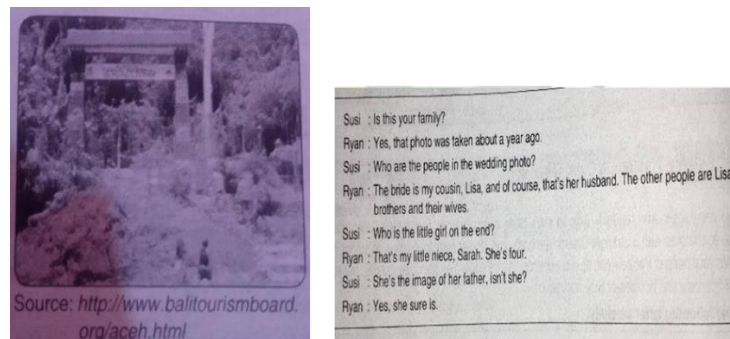 Source: http://www.balitourismboard.
org/aceh.html
Susi : Is this your family?
Ryan : Yes, that photo was taken about a year ago.
Susi : Who are the people in the wedding photo?
Ryan : The bride is my cousin, Lisa, and of course, that's her husband. The other people are Lisa
brothers and their wives.
Susi : Who is the little girl on the end?
Ryan : That's my little niece, Sarah. She's four.
Susi : She's the image of her father, isn't she?
Ryan : Yes, she sure is.